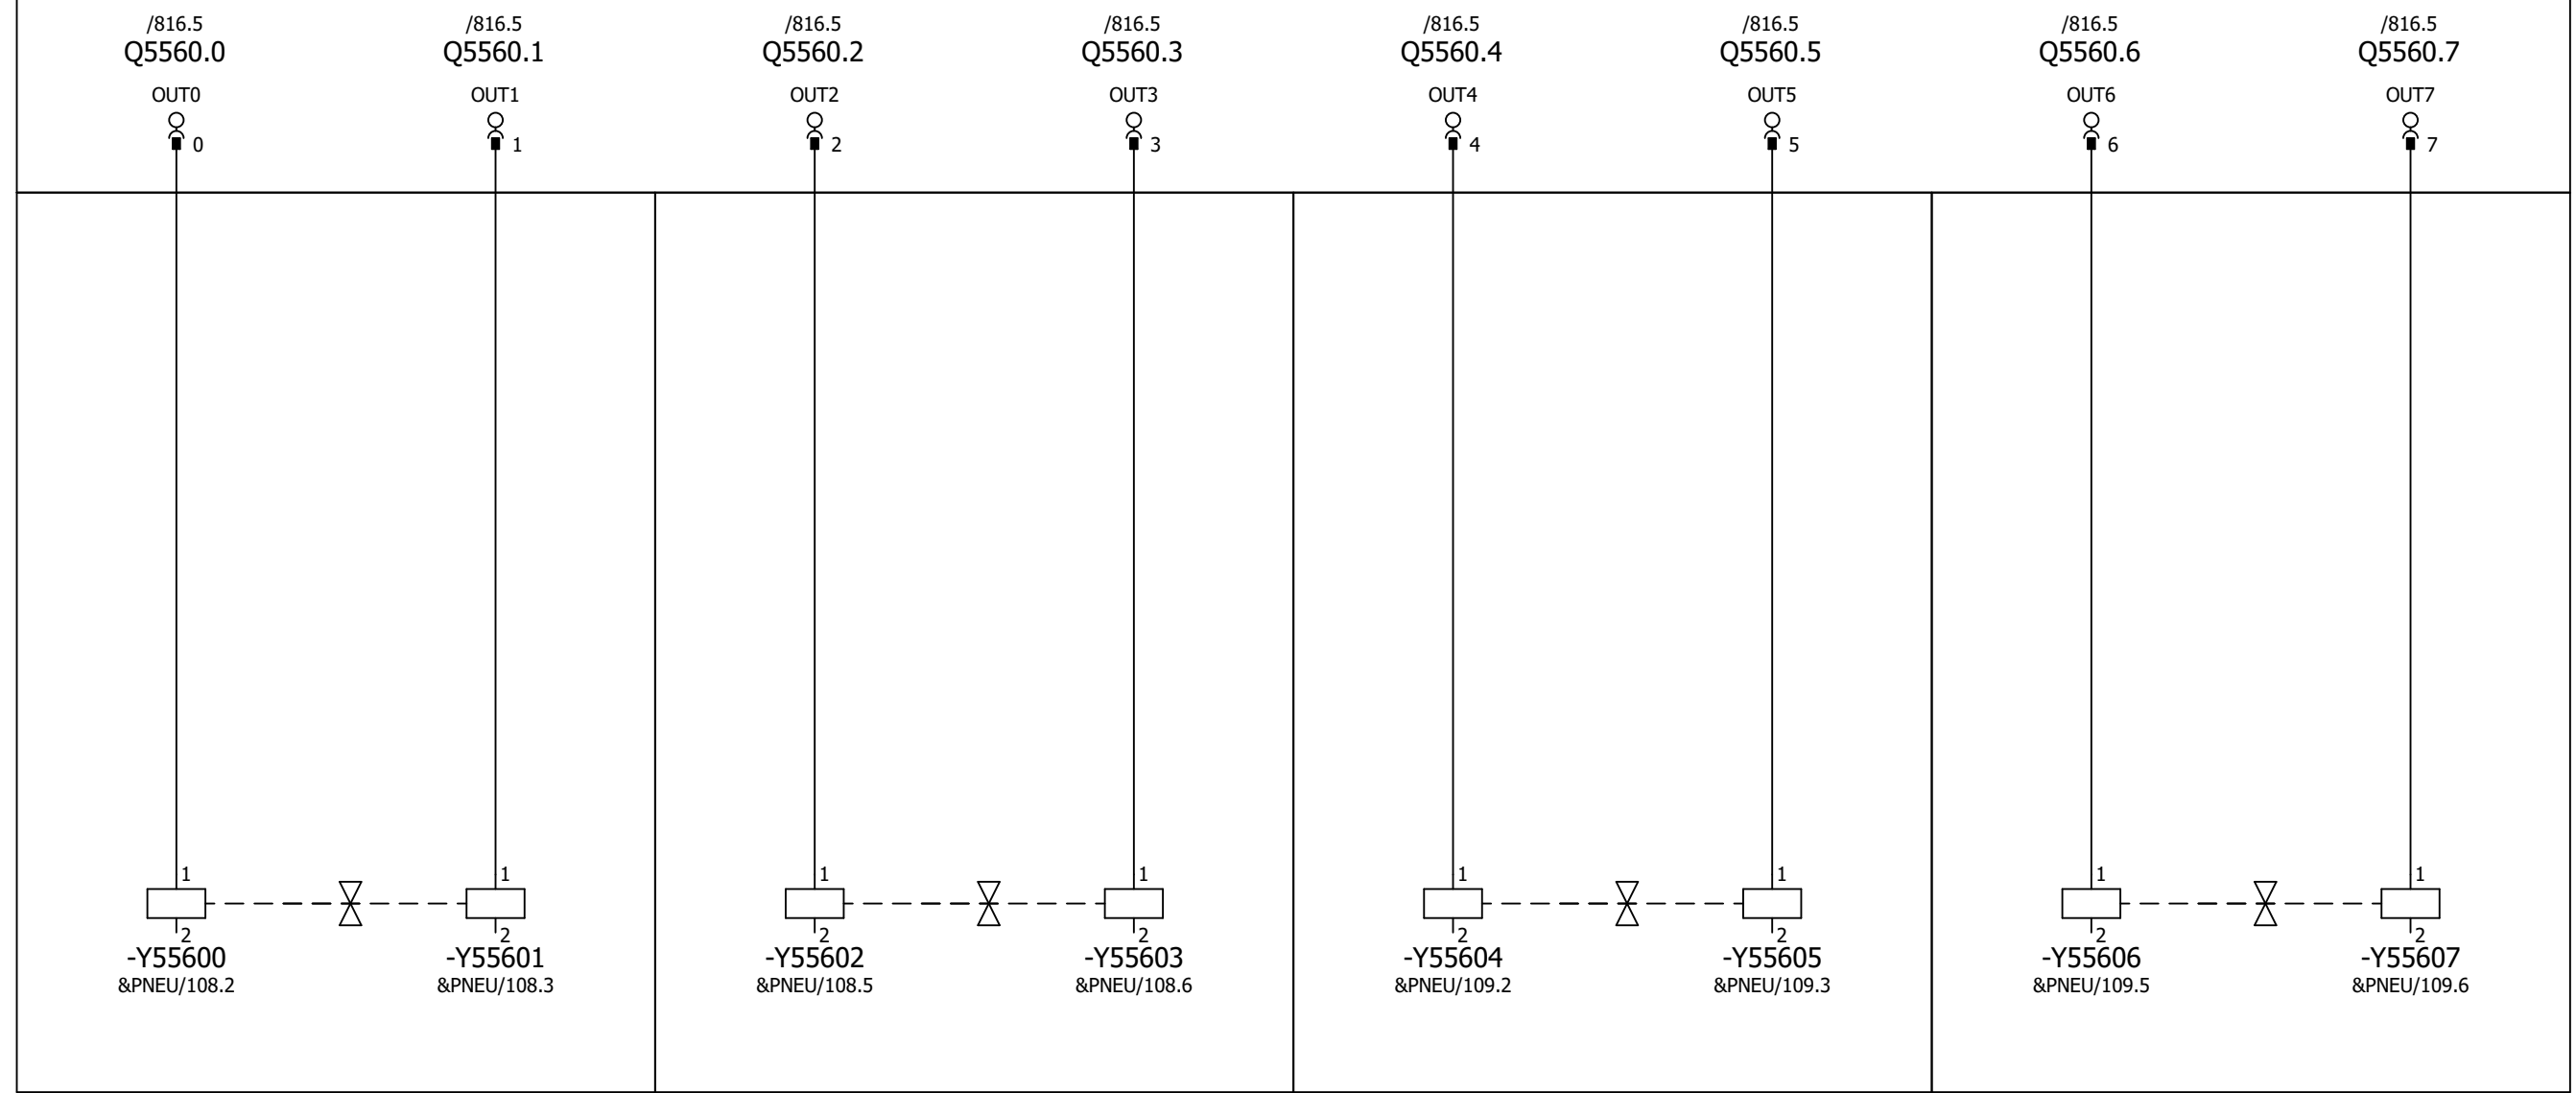 /816.5 /816.5 /816.5 /816.5 /816.5 /816.5 /816.5 /816.5
Q5560.0 Q5560.1 Q5560.2 Q5560.3 Q5560.4 Q5560.5 Q5560.6 Q5560.7
OUT0 OUT1 OUT2 OUT3 OUT4 OUT5 OUT6 OUT7
0 1 2 3 4 5 6 7
1 1 1 1 1 1 1 1
2 2 2 2 2 2 2 2
-Y55600 -Y55601 -Y55602 -Y55603 -Y55604 -Y55605 -Y55606 -Y55607
&PNEU/108.2 &PNEU/108.3 &PNEU/108.5 &PNEU/108.6 &PNEU/109.2 &PNEU/109.3 &PNEU/109.5 &PNEU/109.6